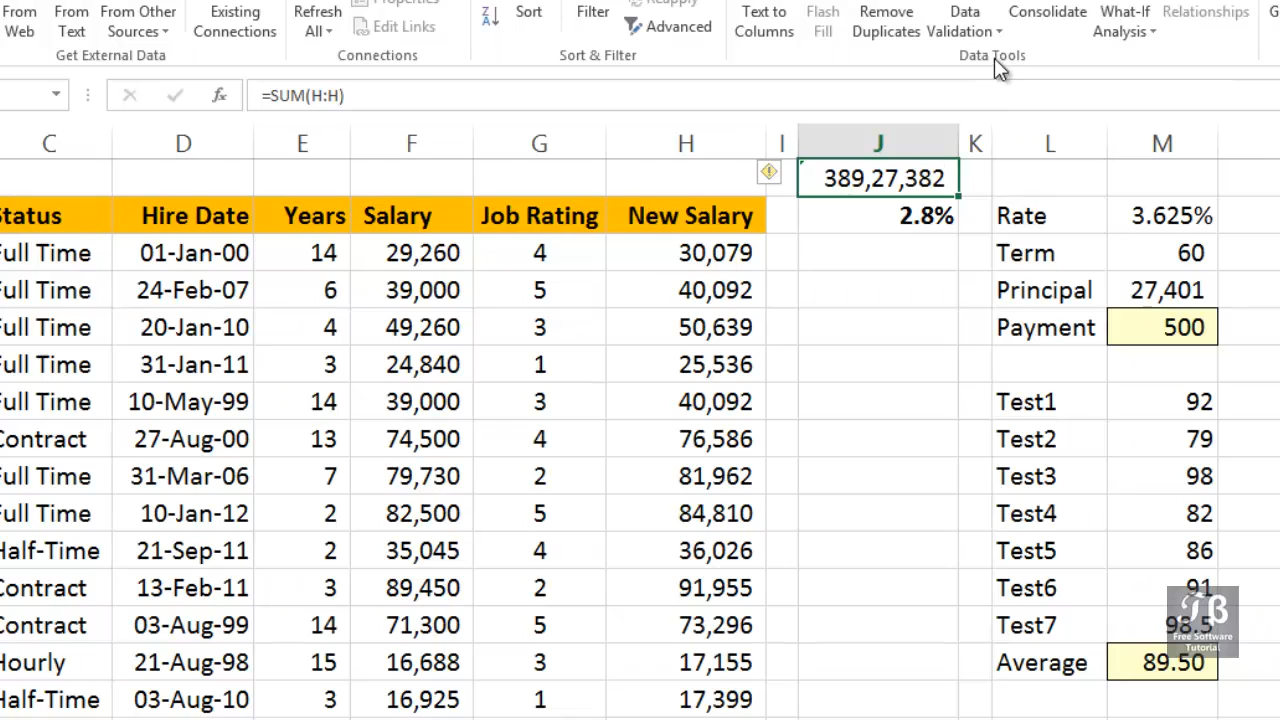 From From From Other Existing Refresh Properties Sort Filter Reapply Text to Flash Remove Data Consolidate What-If Relationships G
Web Text Sources Connections All Edit Links Advanced Columns Fill Duplicates Validation Analysis
Get External Data Connections Sort & Filter Data Tools
fx =SUM(H:H)
C D E F G H I J K L M
389,27,382
Status Hire Date Years Salary Job Rating New Salary 2.8% Rate 3.625%
Full Time 01-Jan-00 14 29,260 4 30,079 Term 60
Full Time 24-Feb-07 6 39,000 5 40,092 Principal 27,401
Full Time 20-Jan-10 4 49,260 3 50,639 Payment 500
Full Time 31-Jan-11 3 24,840 1 25,536
Full Time 10-May-99 14 39,000 3 40,092 Test1 92
Contract 27-Aug-00 13 74,500 4 76,586 Test2 79
Full Time 31-Mar-06 7 79,730 2 81,962 Test3 98
Full Time 10-Jan-12 2 82,500 5 84,810 Test4 82
Half-Time 21-Sep-11 2 35,045 4 36,026 Test5 86
Contract 13-Feb-11 3 89,450 2 91,955 Test6 91
Contract 03-Aug-99 14 71,300 5 73,296 Test7 98.5
TB
Free Software
Tutorial
Hourly 21-Aug-98 15 16,688 3 17,155 Average 89.50
Half-Time 03-Aug-10 3 16,925 1 17,399